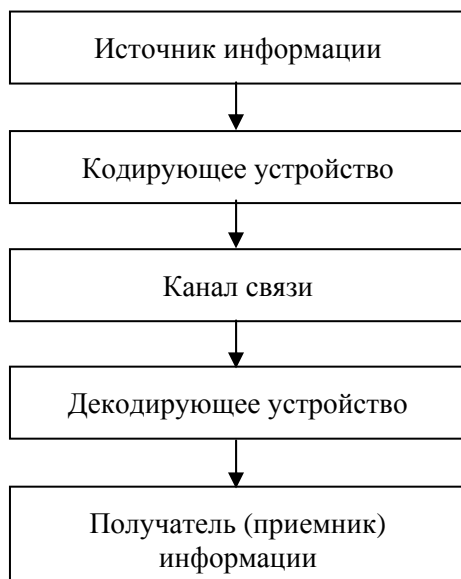 Источник информации
Кодирующее устройство
Канал связи
Декодирующее устройство
Получатель (приемник)
информации